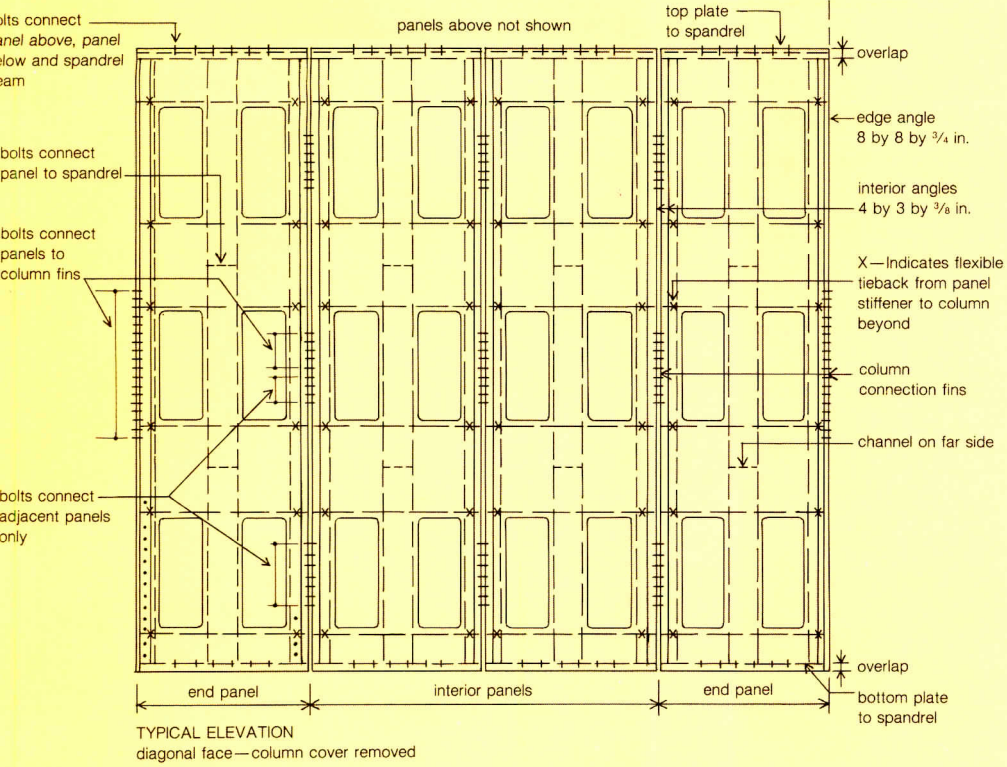 olts connect
anel above, panel
elow and spandrel
eam
panels above not shown
top plate
to spandrel
overlap
edge angle
8 by 8 by 3/4 in.
bolts connect
panel to spandrel
interior angles
4 by 3 by 3/8 in.
bolts connect
panels to
column fins
X—Indicates flexible
tieback from panel
stiffener to column
beyond
column
connection fins
channel on far side
bolts connect
adjacent panels
only
overlap
end panel
interior panels
end panel
bottom plate
to spandrel
TYPICAL ELEVATION
diagonal face—column cover removed